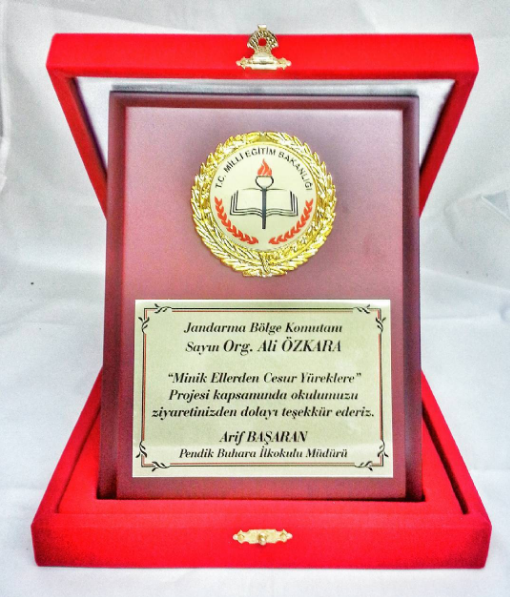 T.C. MİLLİ EĞİTİM BAKANLIĞI
Jandarma Bölge Komutanı
Sayın Org. Ali ÖZKARA
“Minik Ellerden Cesur Yüreklere”
Projesi kapsamında okulumuzu
ziyaretinizden dolayı teşekkür ederiz.
Arif BAŞARAN
Pendik Buhara İlkokulu Müdürü